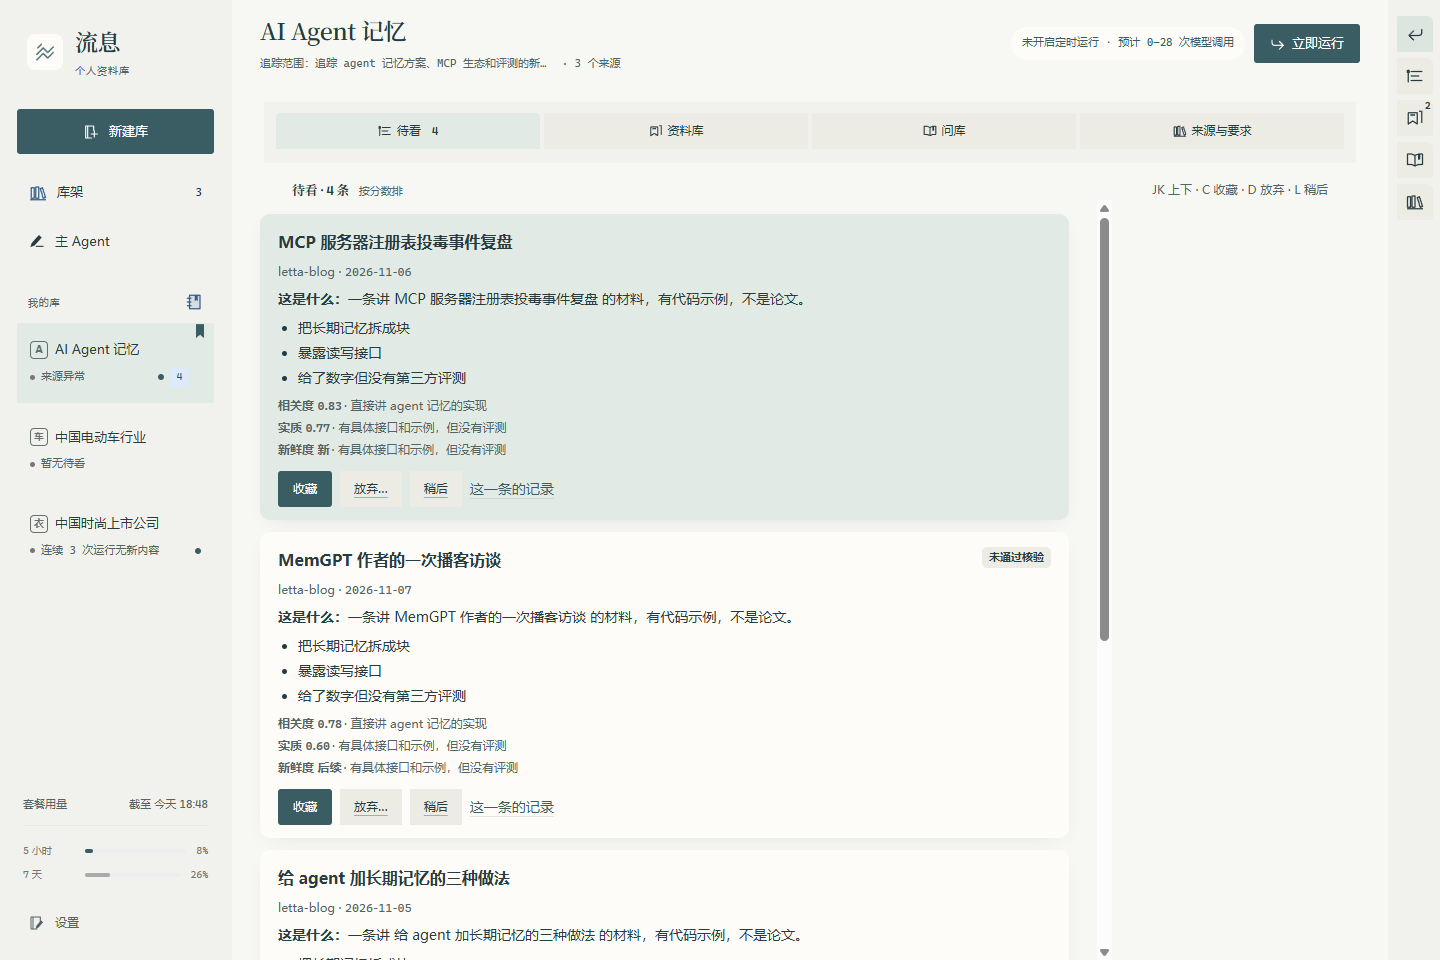 流息
个人资料库
新建库
库架 3
主 Agent
我的库
A AI Agent 记忆
来源异常 4
车 中国电动车行业
暂无待看
衣 中国时尚上市公司
连续 3 次运行无新内容
套餐用量 截至 今天 18:48
5 小时 8%
7 天 26%
设置
AI Agent 记忆
追踪范围：追踪 agent 记忆方案、MCP 生态和评测的新… · 3 个来源
未开启定时运行 · 预计 0–28 次模型调用
立即运行
待看 4
资料库
问库
来源与要求
待看 · 4 条 按分数排
JK 上下 · C 收藏 · D 放弃 · L 稍后
MCP 服务器注册表投毒事件复盘
letta-blog · 2026-11-06
这是什么：一条讲 MCP 服务器注册表投毒事件复盘 的材料，有代码示例，不是论文。
把长期记忆拆成块
暴露读写接口
给了数字但没有第三方评测
相关度 0.83 · 直接讲 agent 记忆的实现
实质 0.77 · 有具体接口和示例，但没有评测
新鲜度 新 · 有具体接口和示例，但没有评测
收藏 放弃… 稍后 这一条的记录
MemGPT 作者的一次播客访谈
未通过核验
letta-blog · 2026-11-07
这是什么：一条讲 MemGPT 作者的一次播客访谈 的材料，有代码示例，不是论文。
把长期记忆拆成块
暴露读写接口
给了数字但没有第三方评测
相关度 0.78 · 直接讲 agent 记忆的实现
实质 0.60 · 有具体接口和示例，但没有评测
新鲜度 后续 · 有具体接口和示例，但没有评测
收藏 放弃… 稍后 这一条的记录
给 agent 加长期记忆的三种做法
letta-blog · 2026-11-05
这是什么：一条讲 给 agent 加长期记忆的三种做法 的材料，有代码示例，不是论文。
2